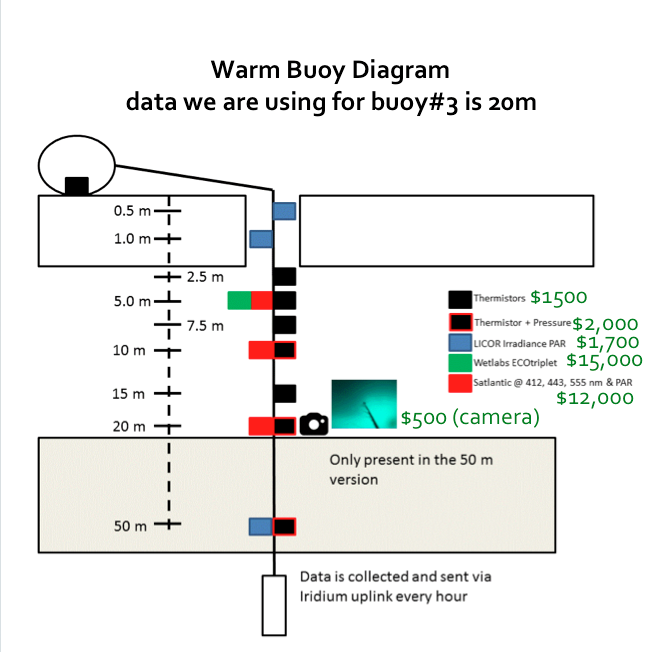 Warm Buoy Diagram
data we are using for buoy#3 is 20m
0.5 m
1.0 m
2.5 m
5.0 m
7.5 m
10 m
15 m
20 m
50 m
Thermistors $1500
Thermistor + Pressure $2,000
LICOR Irradiance PAR $1,700
Wetlabs ECOtriplet $15,000
Satlantic @ 412, 443, 555 nm & PAR
$12,000
$500 (camera)
Only present in the 50 m
version
Data is collected and sent via
Iridium uplink every hour